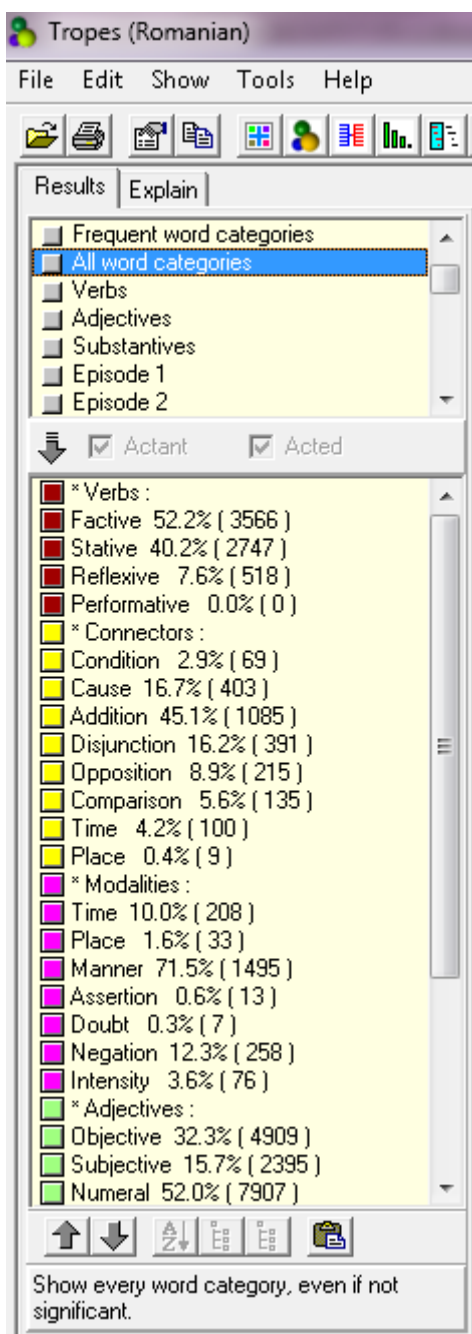 Tropes (Romanian)
File Edit Show Tools Help
Results Explain
Frequent word categories
All word categories
Verbs
Adjectives
Substantives
Episode 1
Episode 2
Actant Acted
* Verbs :
Factive 52.2% ( 3566 )
Stative 40.2% ( 2747 )
Reflexive 7.6% ( 518 )
Performative 0.0% ( 0 )
* Connectors :
Condition 2.9% ( 69 )
Cause 16.7% ( 403 )
Addition 45.1% ( 1085 )
Disjunction 16.2% ( 391 )
Opposition 8.9% ( 215 )
Comparison 5.6% ( 135 )
Time 4.2% ( 100 )
Place 0.4% ( 9 )
* Modalities :
Time 10.0% ( 208 )
Place 1.6% ( 33 )
Manner 71.5% ( 1495 )
Assertion 0.6% ( 13 )
Doubt 0.3% ( 7 )
Negation 12.3% ( 258 )
Intensity 3.6% ( 76 )
* Adjectives :
Objective 32.3% ( 4909 )
Subjective 15.7% ( 2395 )
Numeral 52.0% ( 7907 )
Show every word category, even if not
significant.